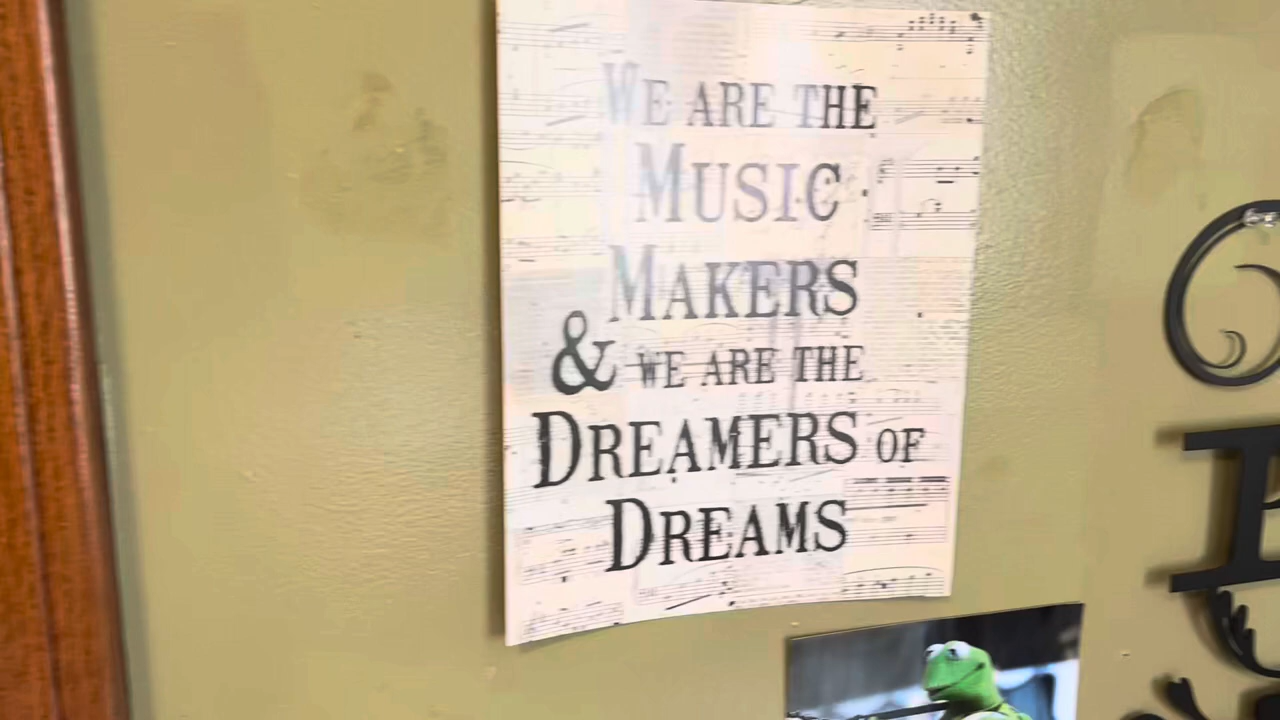 WE ARE THE
MUSIC
MAKERS
& WE ARE THE
DREAMERS OF
DREAMS